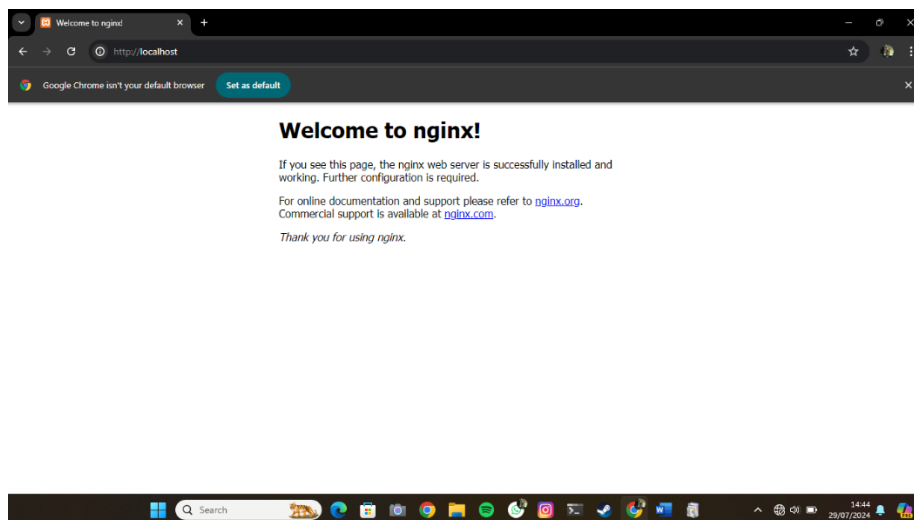 Welcome to nginx!
http://localhost
Google Chrome isn't your default browser Set as default
Welcome to nginx!
If you see this page, the nginx web server is successfully installed and
working. Further configuration is required.
For online documentation and support please refer to nginx.org.
Commercial support is available at nginx.com.
Thank you for using nginx.
Search
14:44
29/07/2024